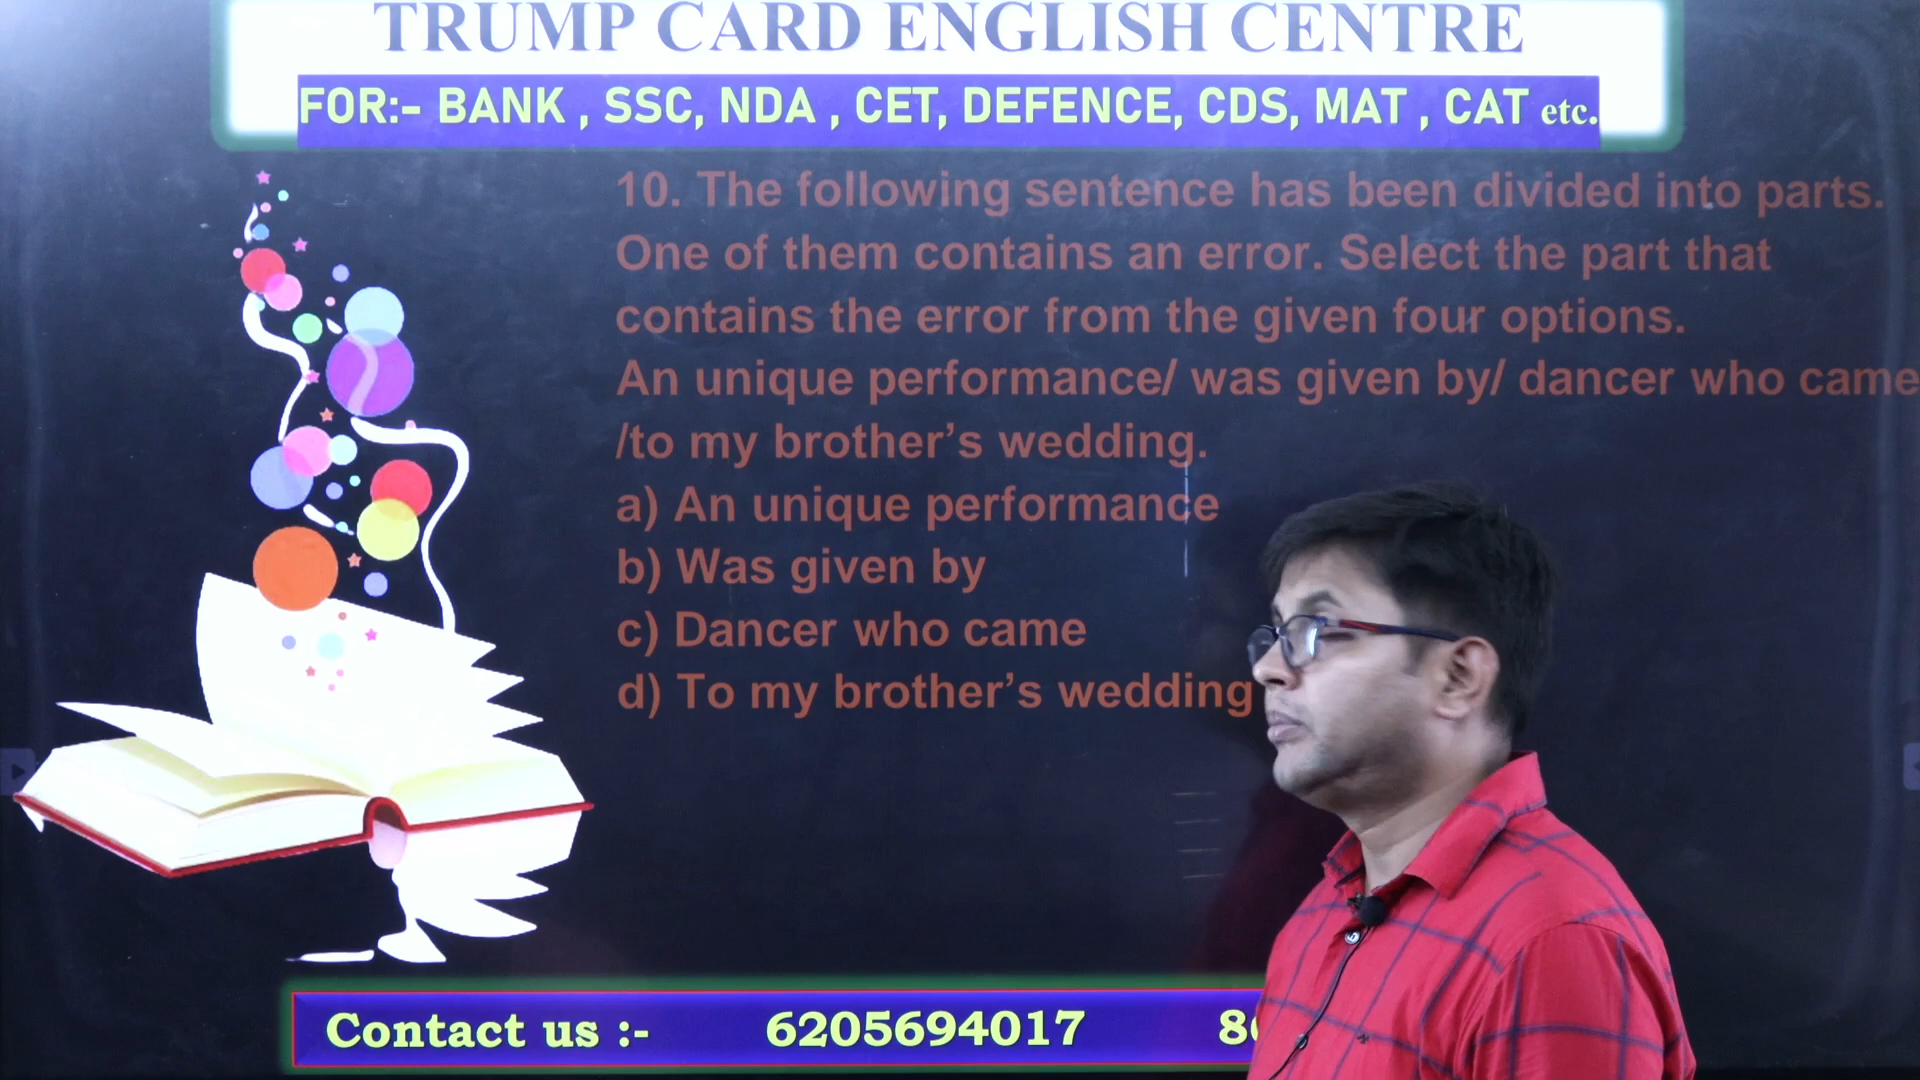 TRUMP CARD ENGLISH CENTRE
FOR:- BANK , SSC, NDA , CET, DEFENCE, CDS, MAT , CAT etc.
10. The following sentence has been divided into parts.
One of them contains an error. Select the part that
contains the error from the given four options.
An unique performance/ was given by/ dancer who came
/to my brother’s wedding.
a) An unique performance
b) Was given by
c) Dancer who came
d) To my brother’s wedding
Contact us :- 6205694017